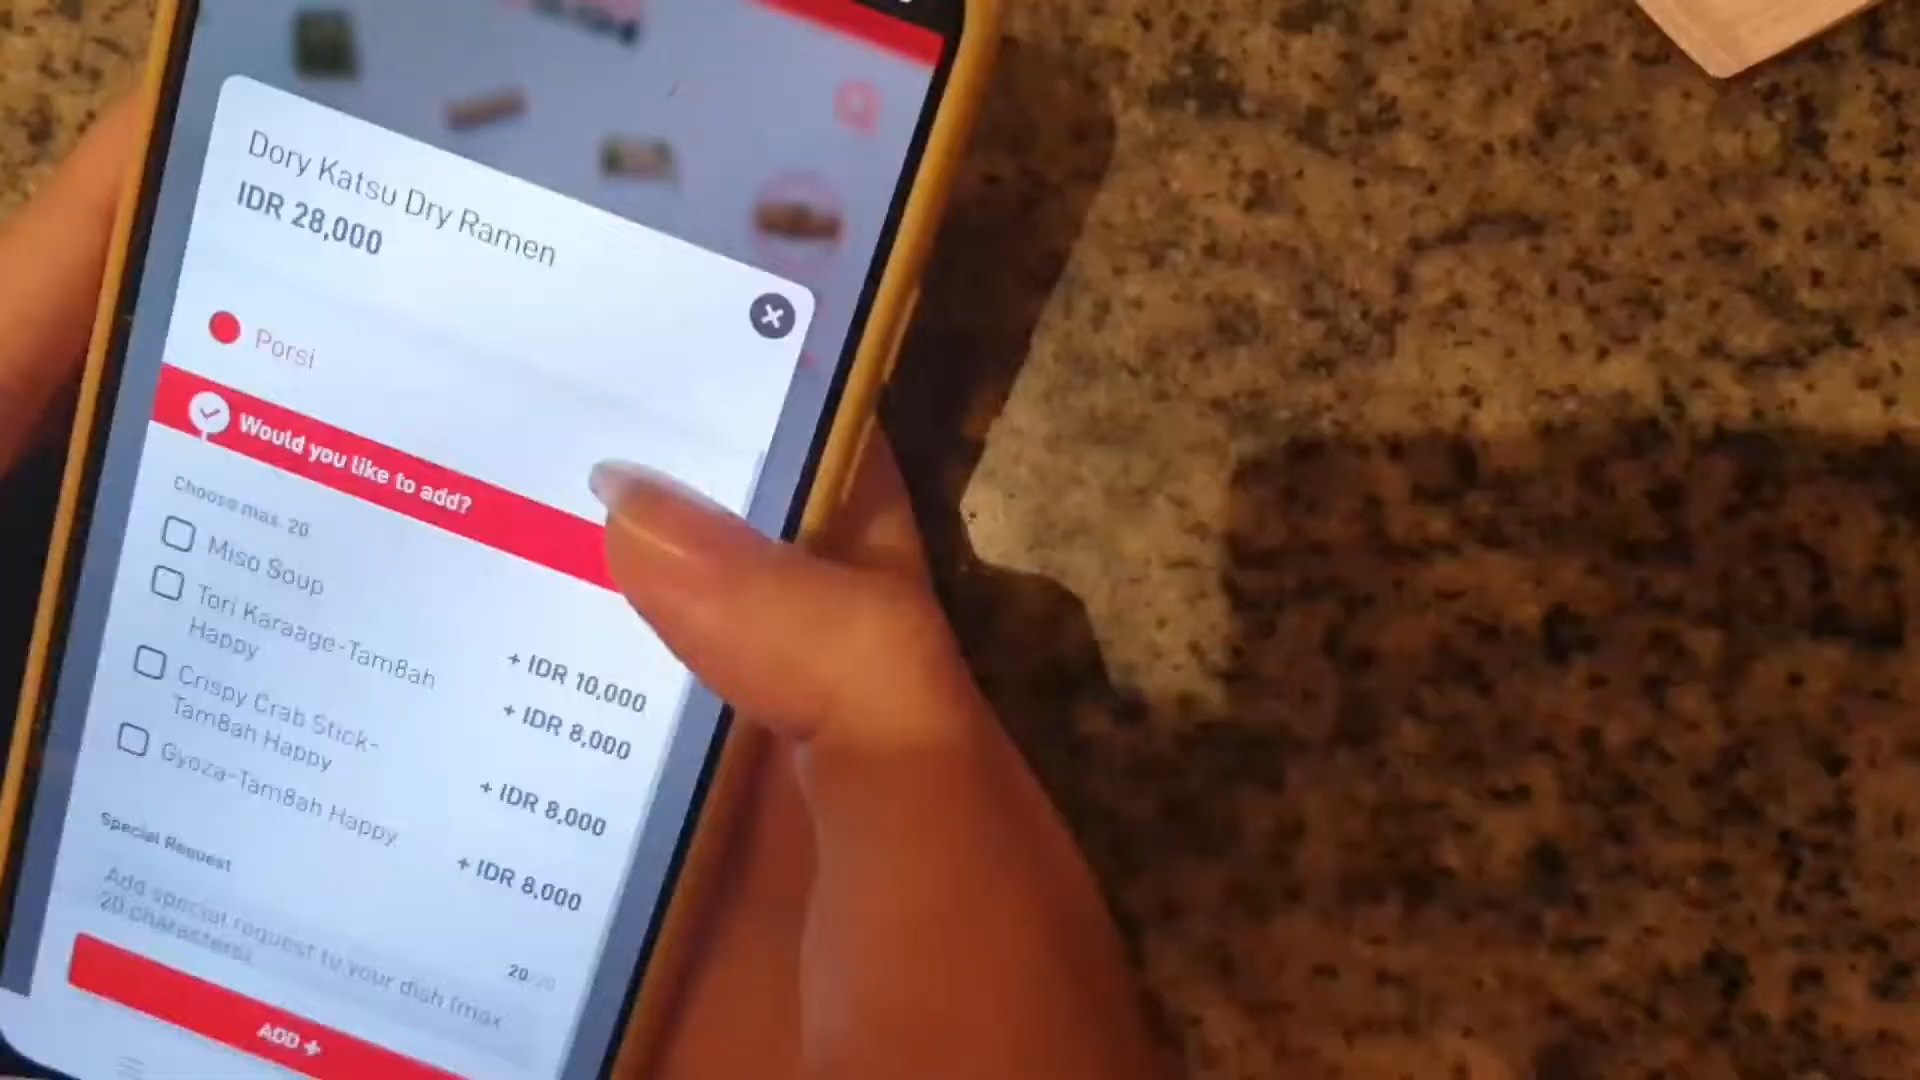 Dory Katsu Dry Ramen
IDR 28,000
Porsi
Would you like to add?
Choose max. 20
Miso Soup
+ IDR 10,000
Tori Karaage-Tam8ah
Happy
+ IDR 8,000
Crispy Crab Stick-
Tam8ah Happy
+ IDR 8,000
Gyoza-Tam8ah Happy
+ IDR 8,000
Special Request
Add special request to your dish (max
20 characters)
20/20
ADD +